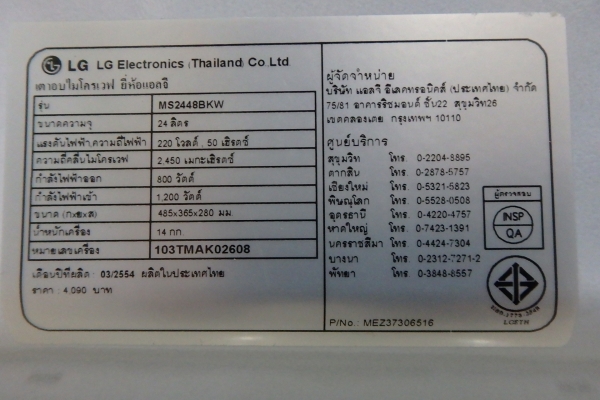 LG LG Electronics (Thailand) Co.,Ltd
เตาอบไมโครเวฟ ยี่ห้อแอลจี
รุ่น MS2448BKW
ขนาดความจุ 24 ลิตร
แรงดันไฟฟ้า,ความถี่ไฟฟ้า 220 โวลต์ , 50 เฮิรตซ์
ความถี่คลื่นไมโครเวฟ 2,450 เมกะเฮิรตซ์
กำลังไฟฟ้าออก 800 วัตต์
กำลังไฟฟ้าเข้า 1,200 วัตต์
ขนาด (กxยxส) 485x365x280 มม.
น้ำหนักเครื่อง 14 กก.
หมายเลขเครื่อง 103TMAK02608
เดือนปีที่ผลิต : 03/2554 ผลิตในประเทศไทย
ราคา : 4,090 บาท
ผู้จัดจำหน่าย
บริษัท แอลจี อีเลคทรอนิคส์ (ประเทศไทย) จำกัด
75/81 อาคารริชมอนด์ ชั้น22 สุขุมวิท26
เขตคลองเตย กรุงเทพฯ 10110
ศูนย์บริการ
สุขุมวิท โทร. 0-2204-8895
ตากสิน โทร. 0-2878-5757
เชียงใหม่ โทร. 0-5321-5823
พิษณุโลก โทร. 0-5528-0508
อุดรธานี โทร. 0-4220-4757
หาดใหญ่ โทร. 0-7423-1391
นครราชสีมา โทร. 0-4424-7304
บางนา โทร. 0-2312-7271-2
พัทยา โทร. 0-3848-8557
ผู้ตรวจสอบ
INSP
QA
LGETH
P/No.: MEZ37306516